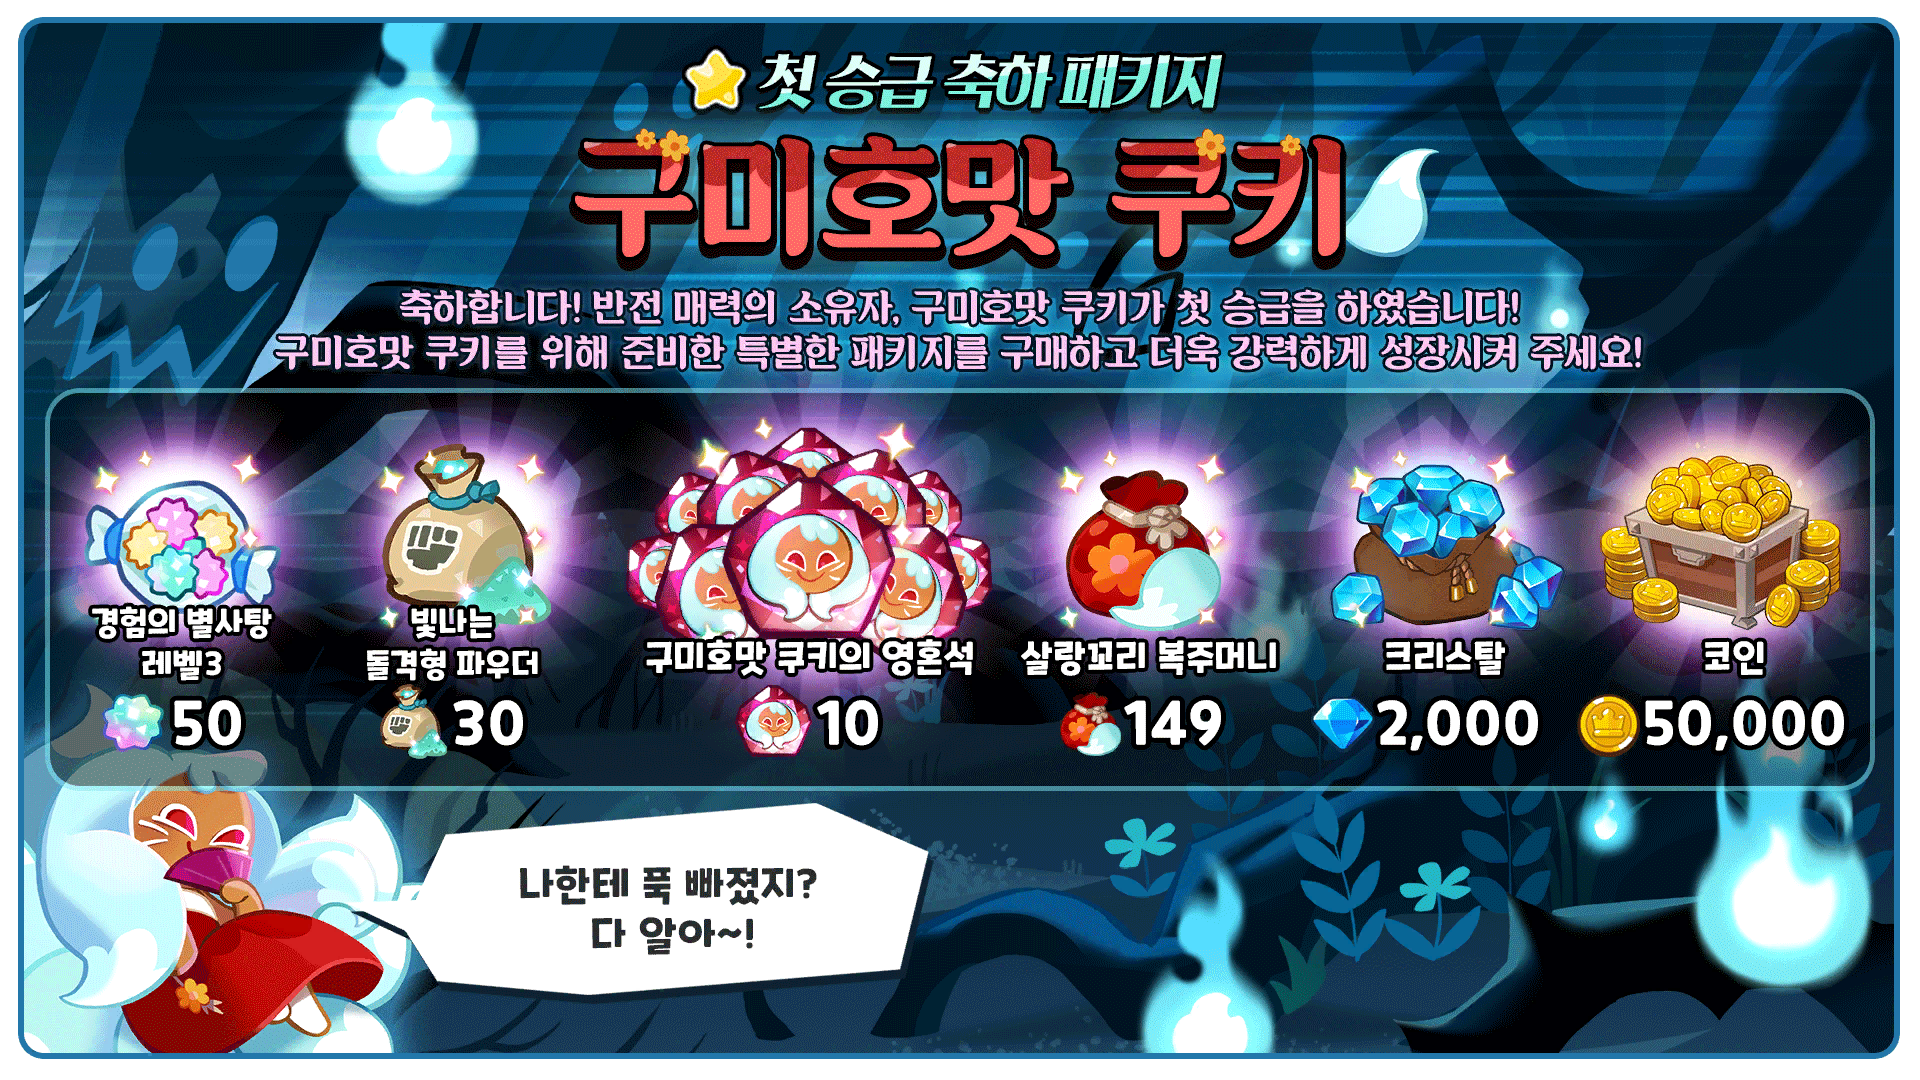 첫 승급 축하 패키지
구미호맛 쿠키
축하합니다! 반전 매력의 소유자, 구미호맛 쿠키가 첫 승급을 하였습니다!
구미호맛 쿠키를 위해 준비한 특별한 패키지를 구매하고 더욱 강력하게 성장시켜 주세요!
경험의 별사탕
레벨3
50
빛나는
돌격형 파우더
30
구미호맛 쿠키의 영혼석
10
살랑꼬리 복주머니
149
크리스탈
2,000
코인
50,000
나한테 푹 빠졌지?
다 알아~!